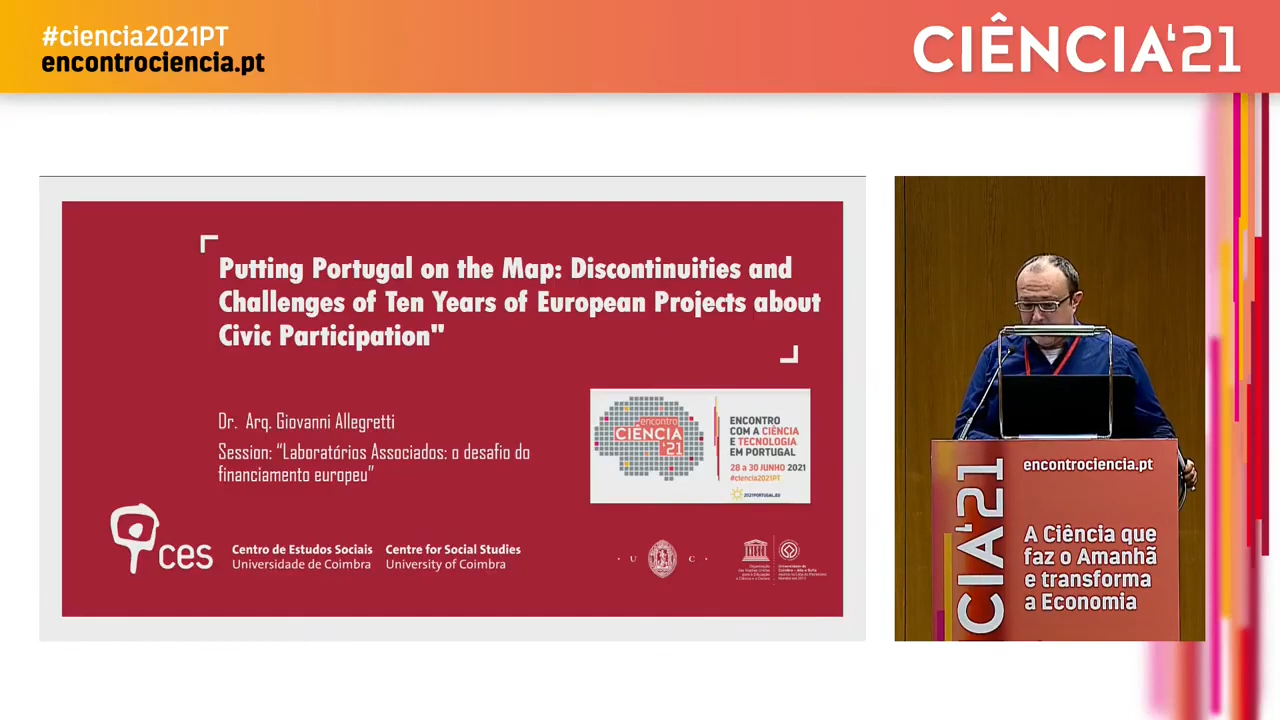 #ciencia2021PT
encontrociencia.pt
CIÊNCIA'21
Putting Portugal on the Map: Discontinuities and
Challenges of Ten Years of European Projects about
Civic Participation"
Dr. Arq. Giovanni Allegretti
Session: "Laboratórios Associados: o desafio do
financiamento europeu"
encontro
CIÊNCIA
'21
ENCONTRO
COM A CIÊNCIA
E TECNOLOGIA
EM PORTUGAL
28 a 30 JUNHO 2021
#ciencia2021PT
2021PORTUGAL.EU
ces
Centro de Estudos Sociais
Universidade de Coimbra
Centre for Social Studies
University of Coimbra
· U C ·
encontrociencia.pt
CIA'21
A Ciência que
faz o Amanhã
e transforma
a Economia